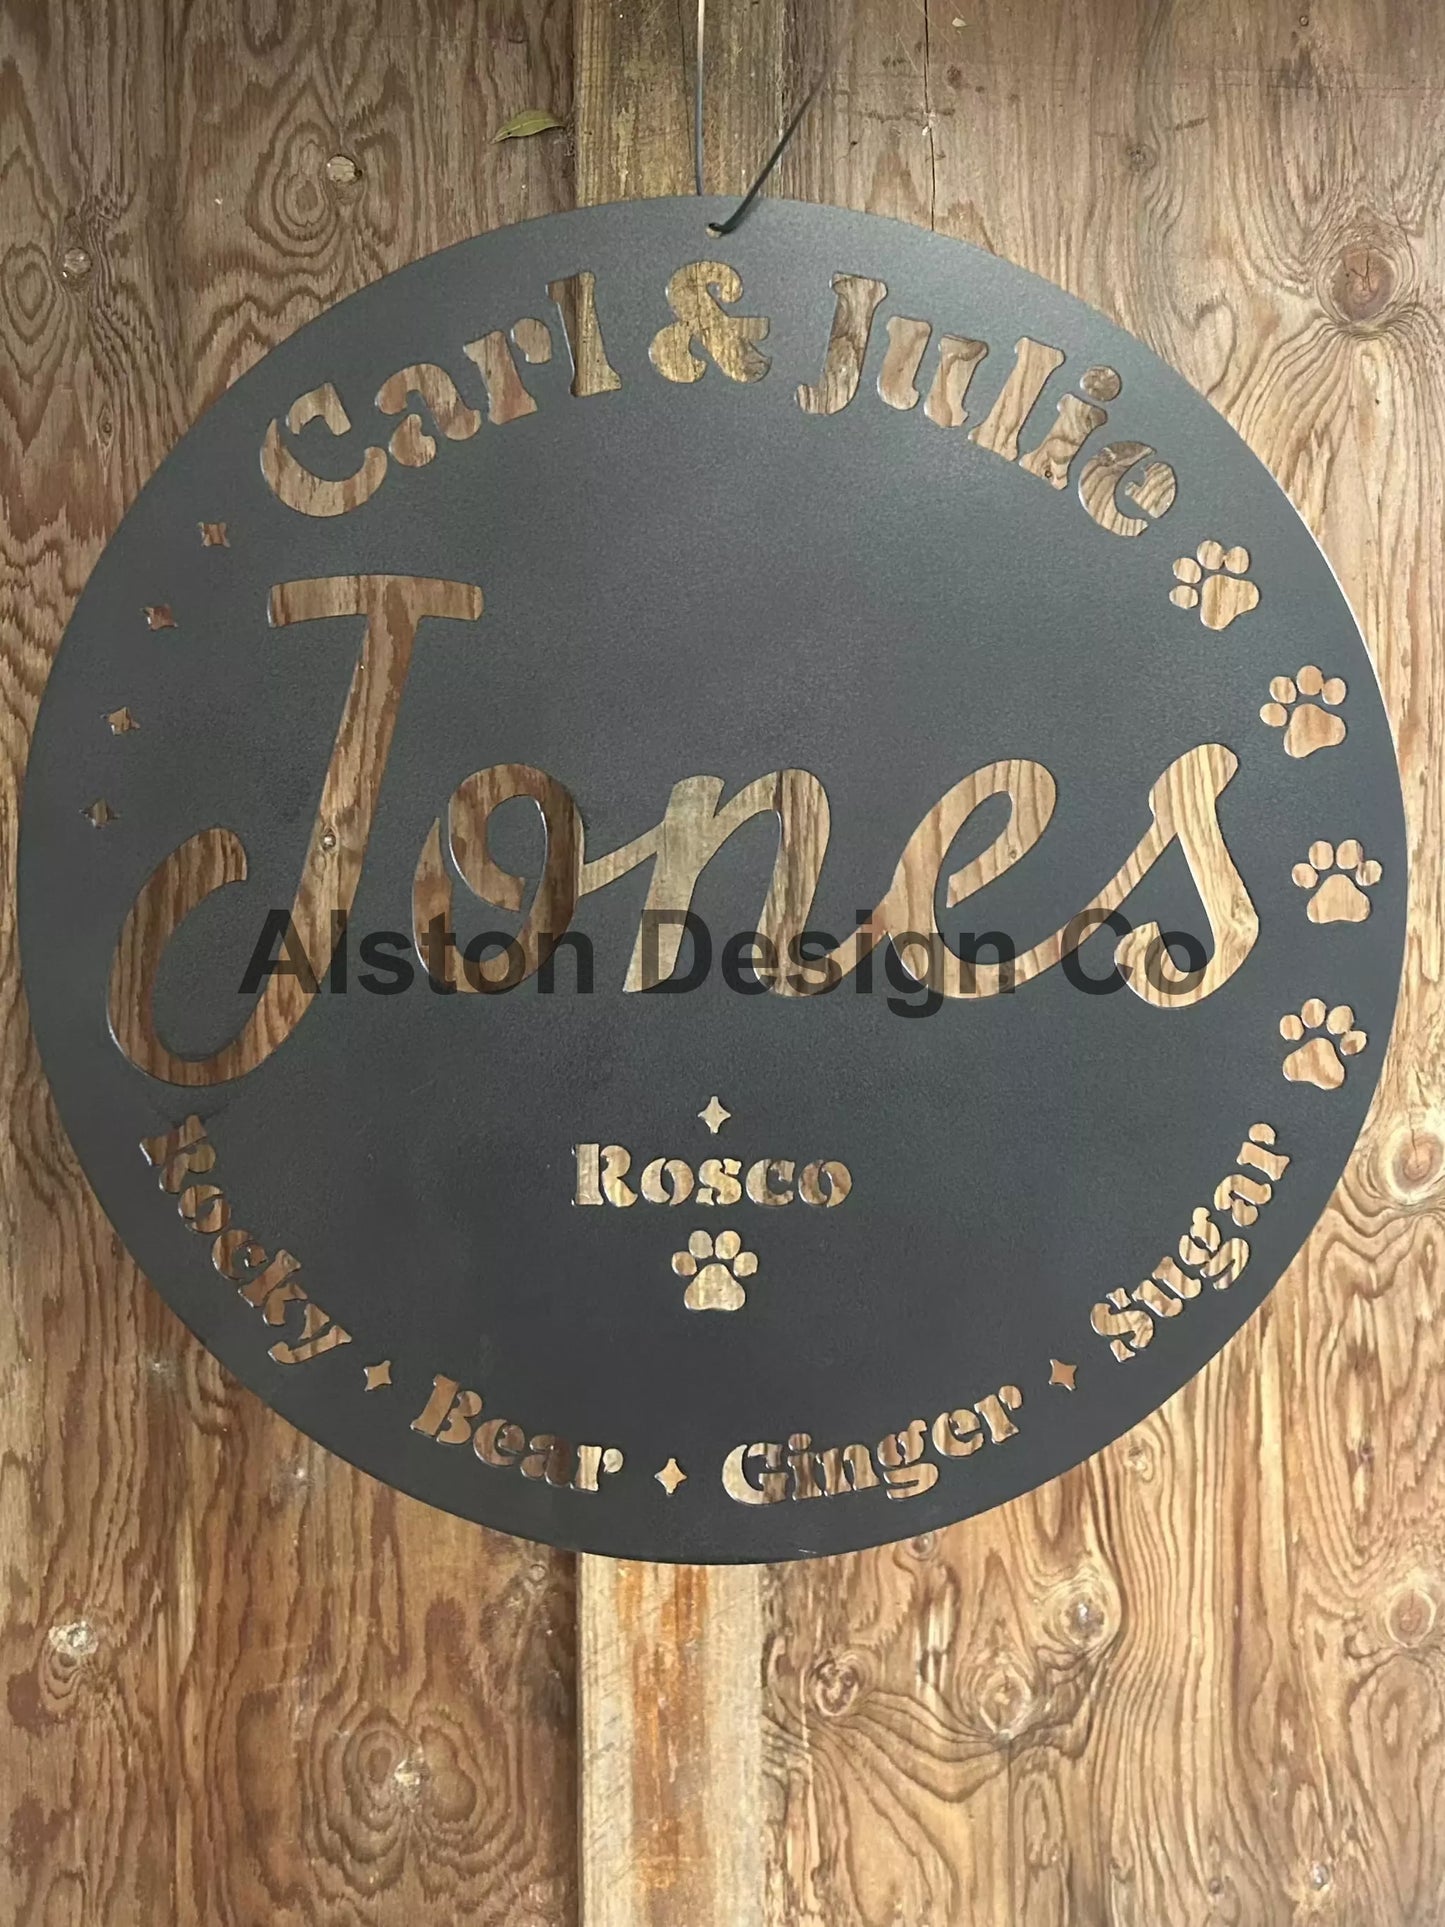 Carl & Julie
Jones
Alston Design Co
Rosco
Rocky Bear Ginger Sugar